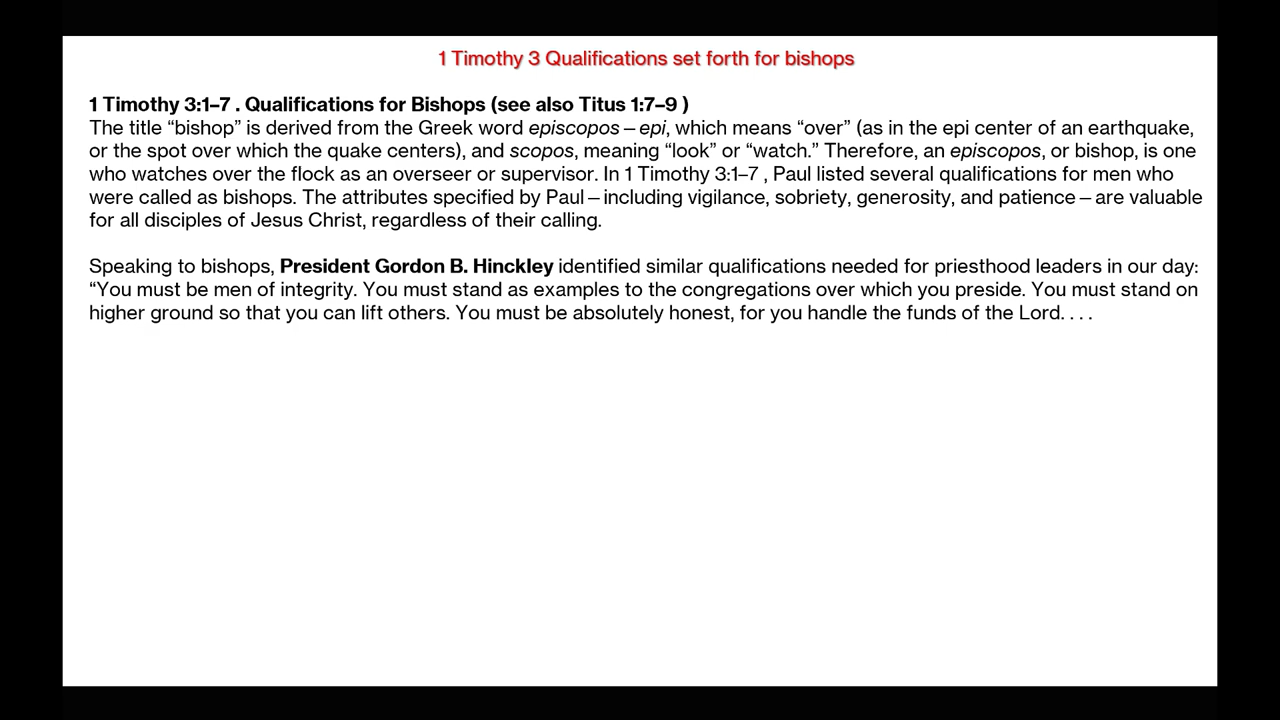 1 Timothy 3 Qualifications set forth for bishops
1 Timothy 3:1–7 . Qualifications for Bishops (see also Titus 1:7–9 )
The title “bishop” is derived from the Greek word episcopos – epi, which means “over” (as in the epi center of an earthquake,
or the spot over which the quake centers), and scopos, meaning “look” or “watch.” Therefore, an episcopos, or bishop, is one
who watches over the flock as an overseer or supervisor. In 1 Timothy 3:1–7 , Paul listed several qualifications for men who
were called as bishops. The attributes specified by Paul – including vigilance, sobriety, generosity, and patience – are valuable
for all disciples of Jesus Christ, regardless of their calling.
Speaking to bishops, President Gordon B. Hinckley identified similar qualifications needed for priesthood leaders in our day:
“You must be men of integrity. You must stand as examples to the congregations over which you preside. You must stand on
higher ground so that you can lift others. You must be absolutely honest, for you handle the funds of the Lord. . . .